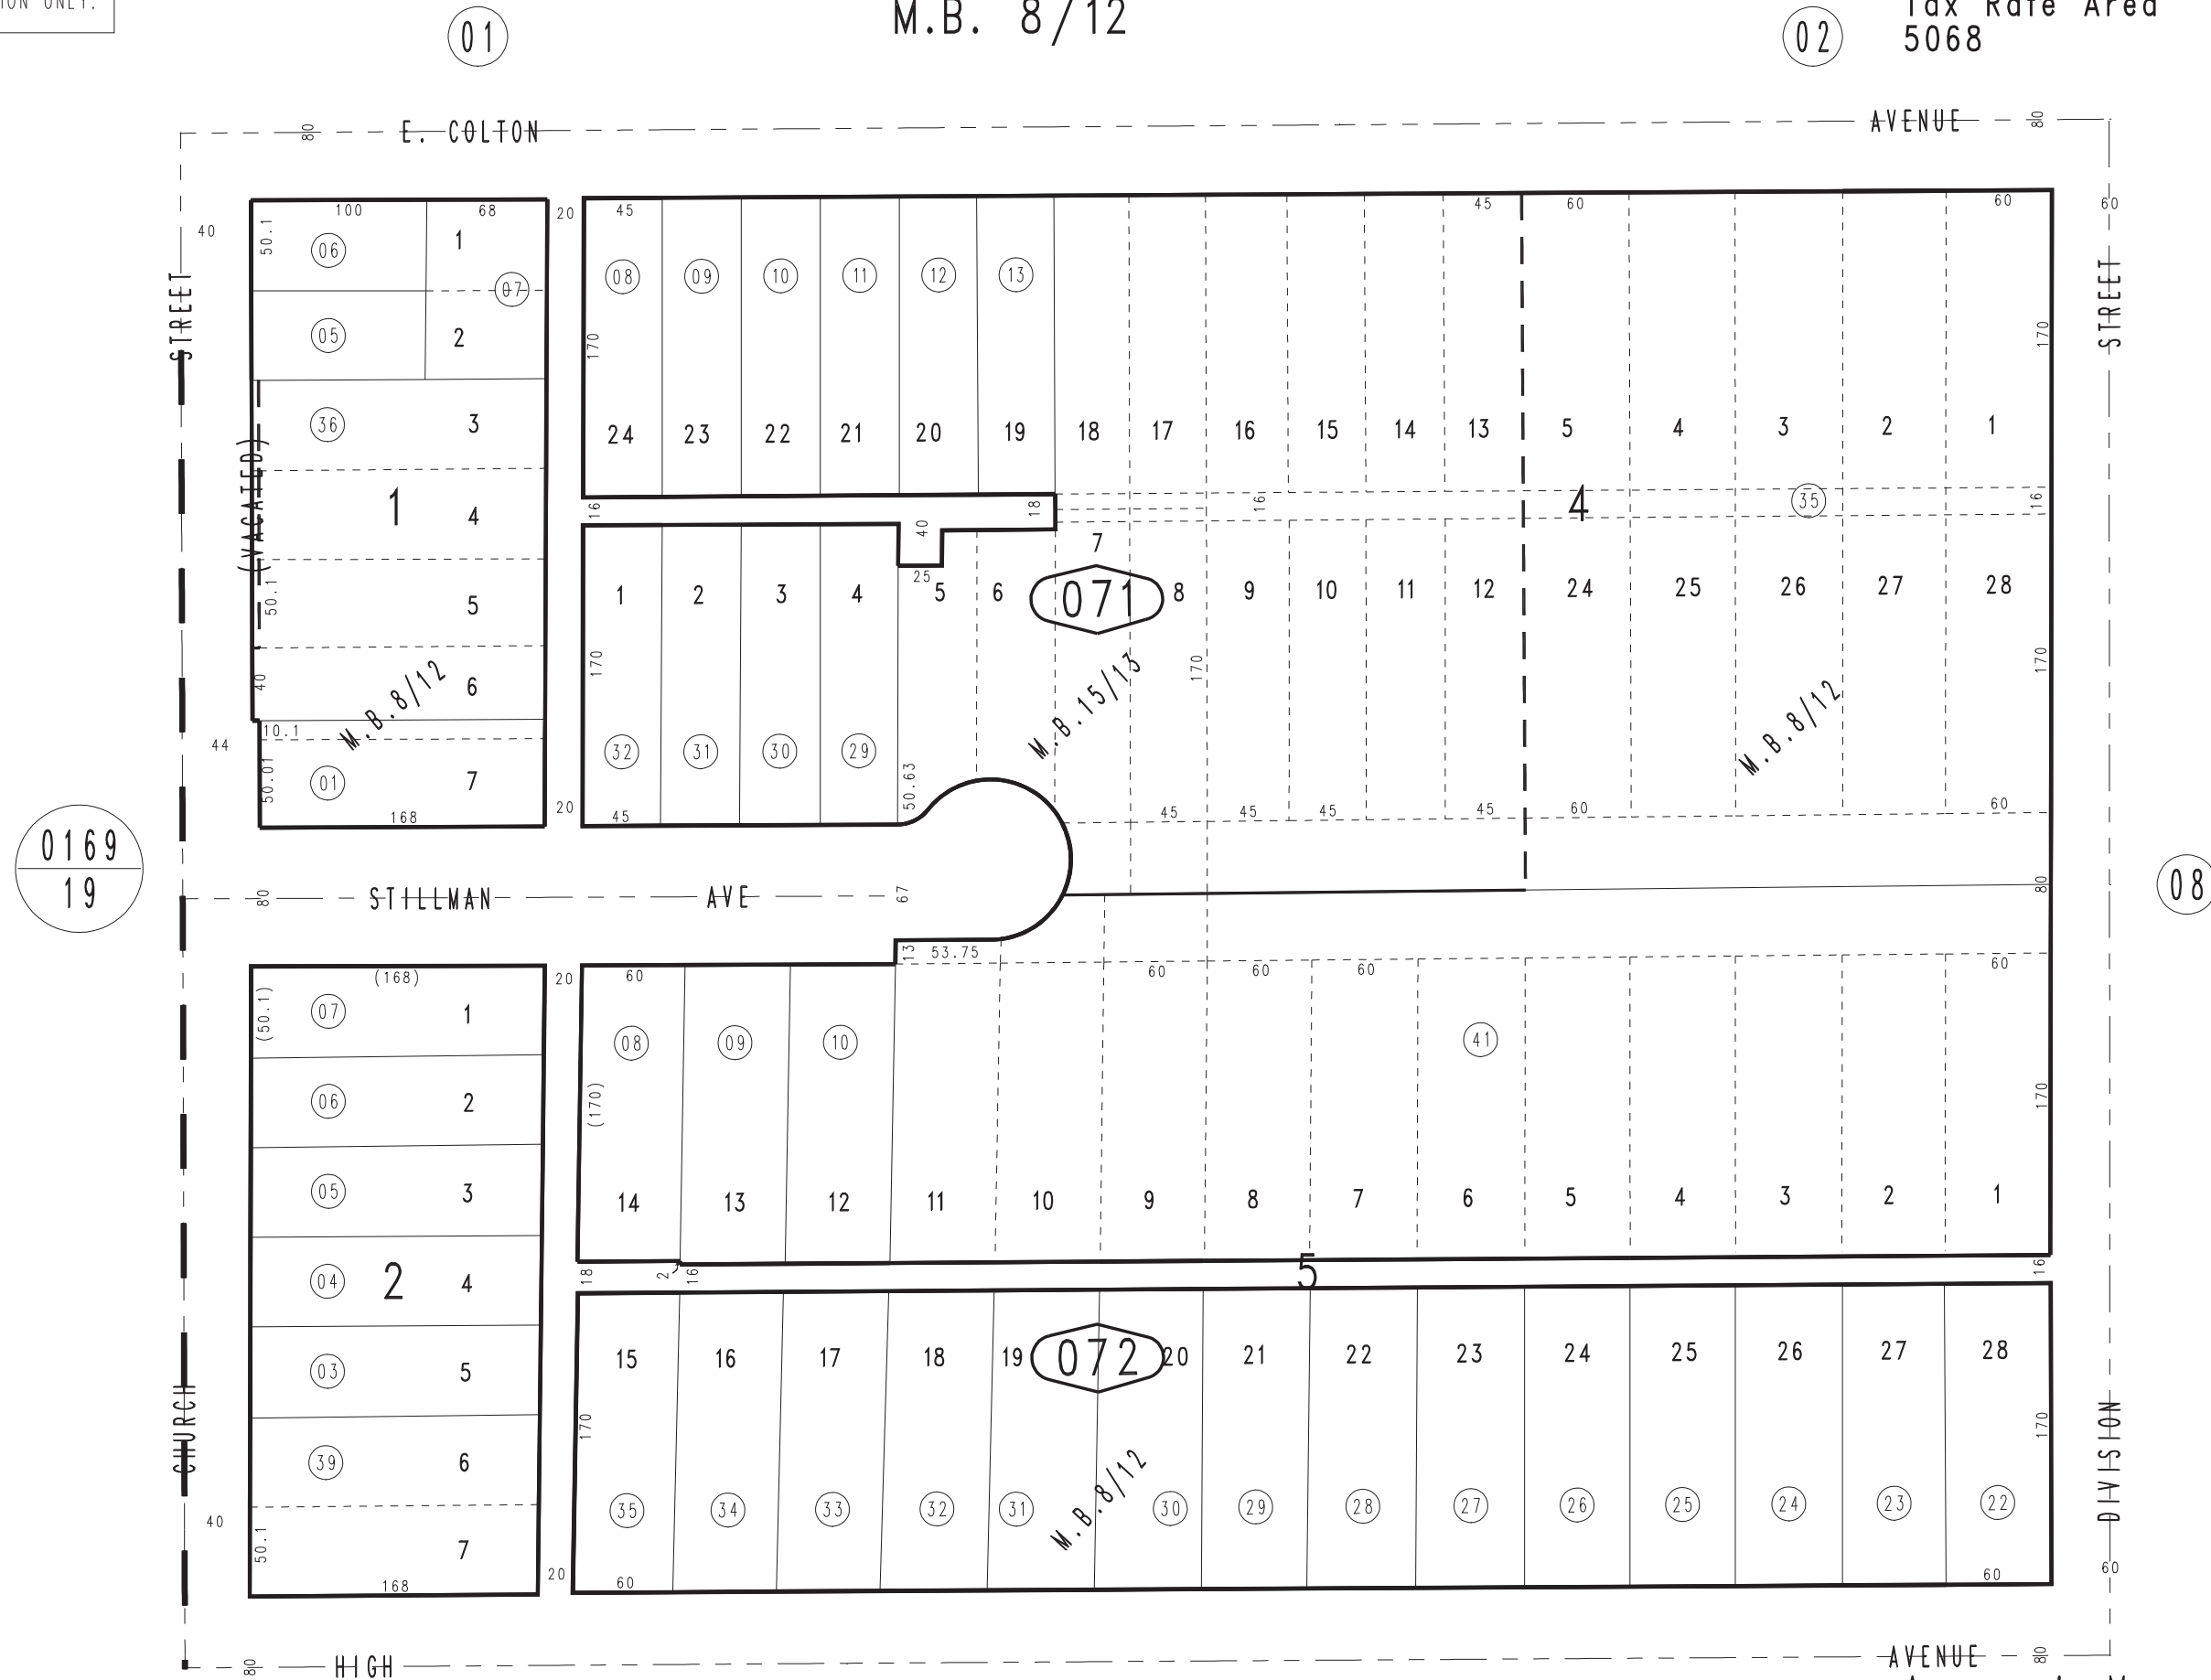 ION ONLY.
M.B. 8/12
Tax Rate Area
5068
01
02
E. COLTON
AVENUE
80
80
100 68 20 45 45 60 60 60
40
50.1
06 1
07
08 09 10 11 12 13
STREET
STREET
05 2
170
170
36 3
24 23 22 21 20 19 18 17 16 15 14 13 5 4 3 2 1
(VACATED)
1 4
16 40 18 16 4 35 16
7
25
50.1
5
1 2 3 4 5 6 071 8 9 10 11 12 24 25 26 27 28
40
M.B.8/12
6
170
M.B.15/13
170
M.B.8/12
170
44
10.1
50.01
01 7
32 31 30 29
50.63
168
20
45
45 45 45 45 60 60
0169
19
80
STILLMAN AVE
67
80
08
13 53.75
(168)
20
60
60 60 60 60
(50.1)
07 1
08 09 10
41
06 2
(170)
170
05 3
14 13 12 11 10 9 8 7 6 5 4 3 2 1
04 2 4
18 2 16 5 16
15 16 17 18 19 072 20 21 22 23 24 25 26 27 28
03 5
CHURCH
170
170
DIVISION
39 6
M.B.8/12
35 34 33 32 31 30 29 28 27 26 25 24 23 22
40
50.1
7
168
20
60
60
60
80
HIGH
AVENUE
80